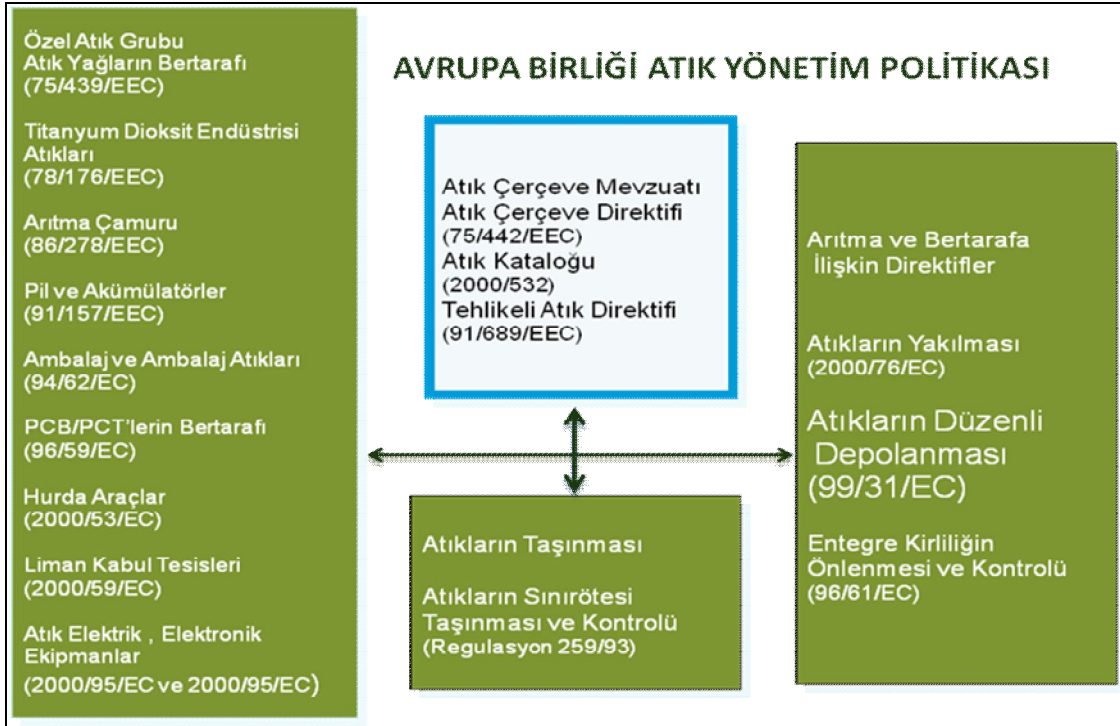 AVRUPA BİRLİĞİ ATIK YÖNETİM POLİTİKASI
Özel Atık Grubu
Atık Yağların Bertarafı
(75/439/EEC)
Titanyum Dioksit Endüstrisi
Atıkları
(78/176/EEC)
Arıtma Çamuru
(86/278/EEC)
Pil ve Akümülatörler
(91/157/EEC)
Ambalaj ve Ambalaj Atıkları
(94/62/EC)
PCB/PCT'lerin Bertarafı
(96/59/EC)
Hurda Araçlar
(2000/53/EC)
Liman Kabul Tesisleri
(2000/59/EC)
Atık Elektrik , Elektronik
Ekipmanlar
(2000/95/EC ve 2000/95/EC)
Atık Çerçeve Mevzuatı
Atık Çerçeve Direktifi
(75/442/EEC)
Atık Kataloğu
(2000/532)
Tehlikeli Atık Direktifi
(91/689/EEC)
Atıkların Taşınması
Atıkların Sınırötesi
Taşınması ve Kontrolü
(Regulasyon 259/93)
Arıtma ve Bertarafa
İlişkin Direktifler
Atıkların Yakılması
(2000/76/EC)
Atıkların Düzenli
Depolanması
(99/31/EC)
Entegre Kirliliğin
Önlenmesi ve Kontrolü
(96/61/EC)